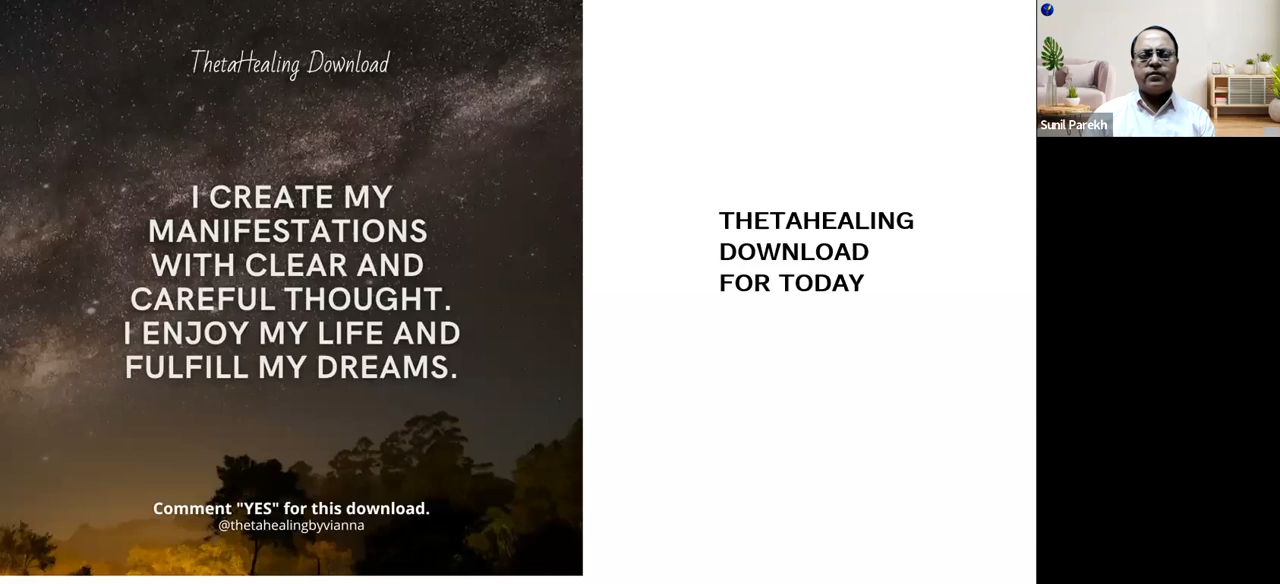 ThetaHealing Download
I CREATE MY
MANIFESTATIONS
WITH CLEAR AND
CAREFUL THOUGHT.
I ENJOY MY LIFE AND
FULFILL MY DREAMS.
Comment "YES" for this download.
@thetahealingbyvianna
THETAHEALING
DOWNLOAD
FOR TODAY
Sunil Parekh